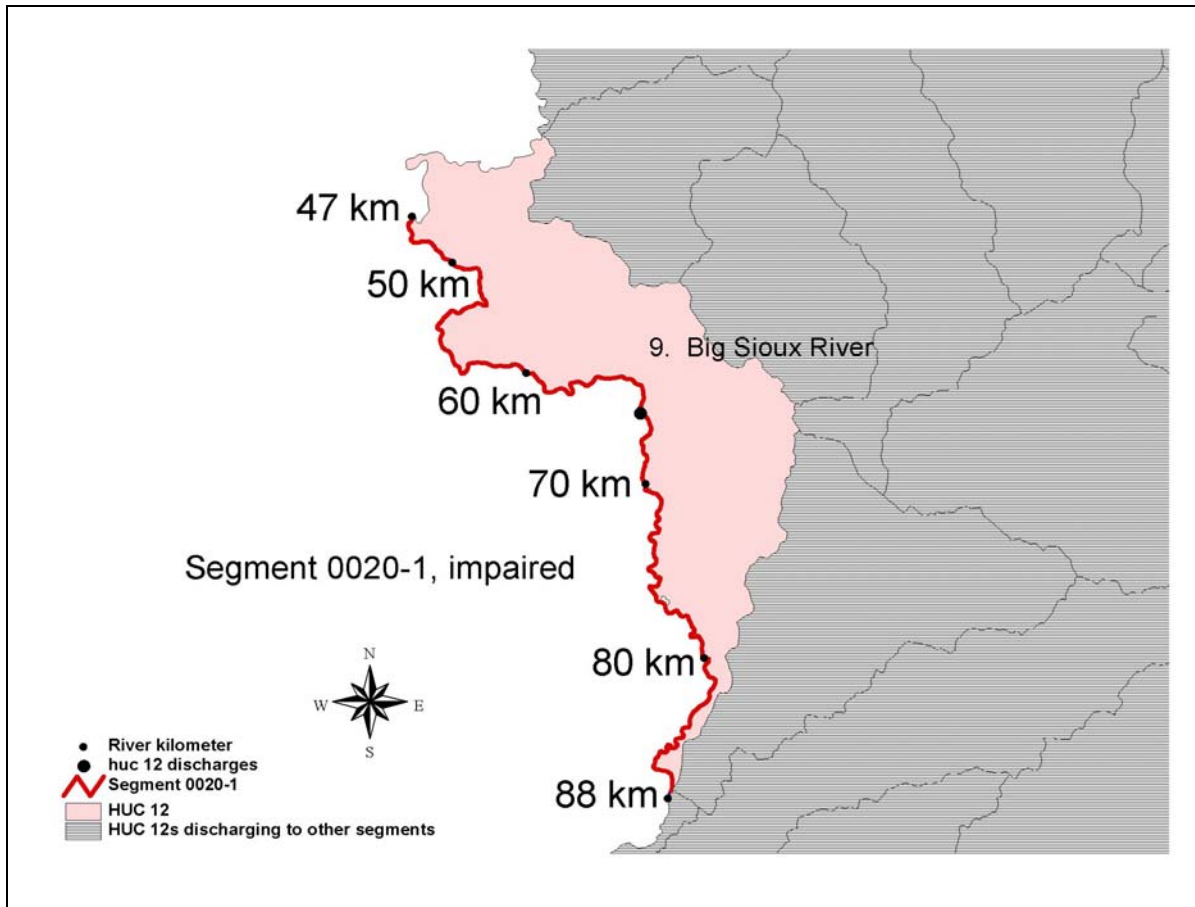 47 km
50 km
9. Big Sioux River
60 km
70 km
Segment 0020-1, impaired
80 km
N
W E
S
River kilometer
huc 12 discharges
Segment 0020-1
88 km
HUC 12
HUC 12s discharging to other segments